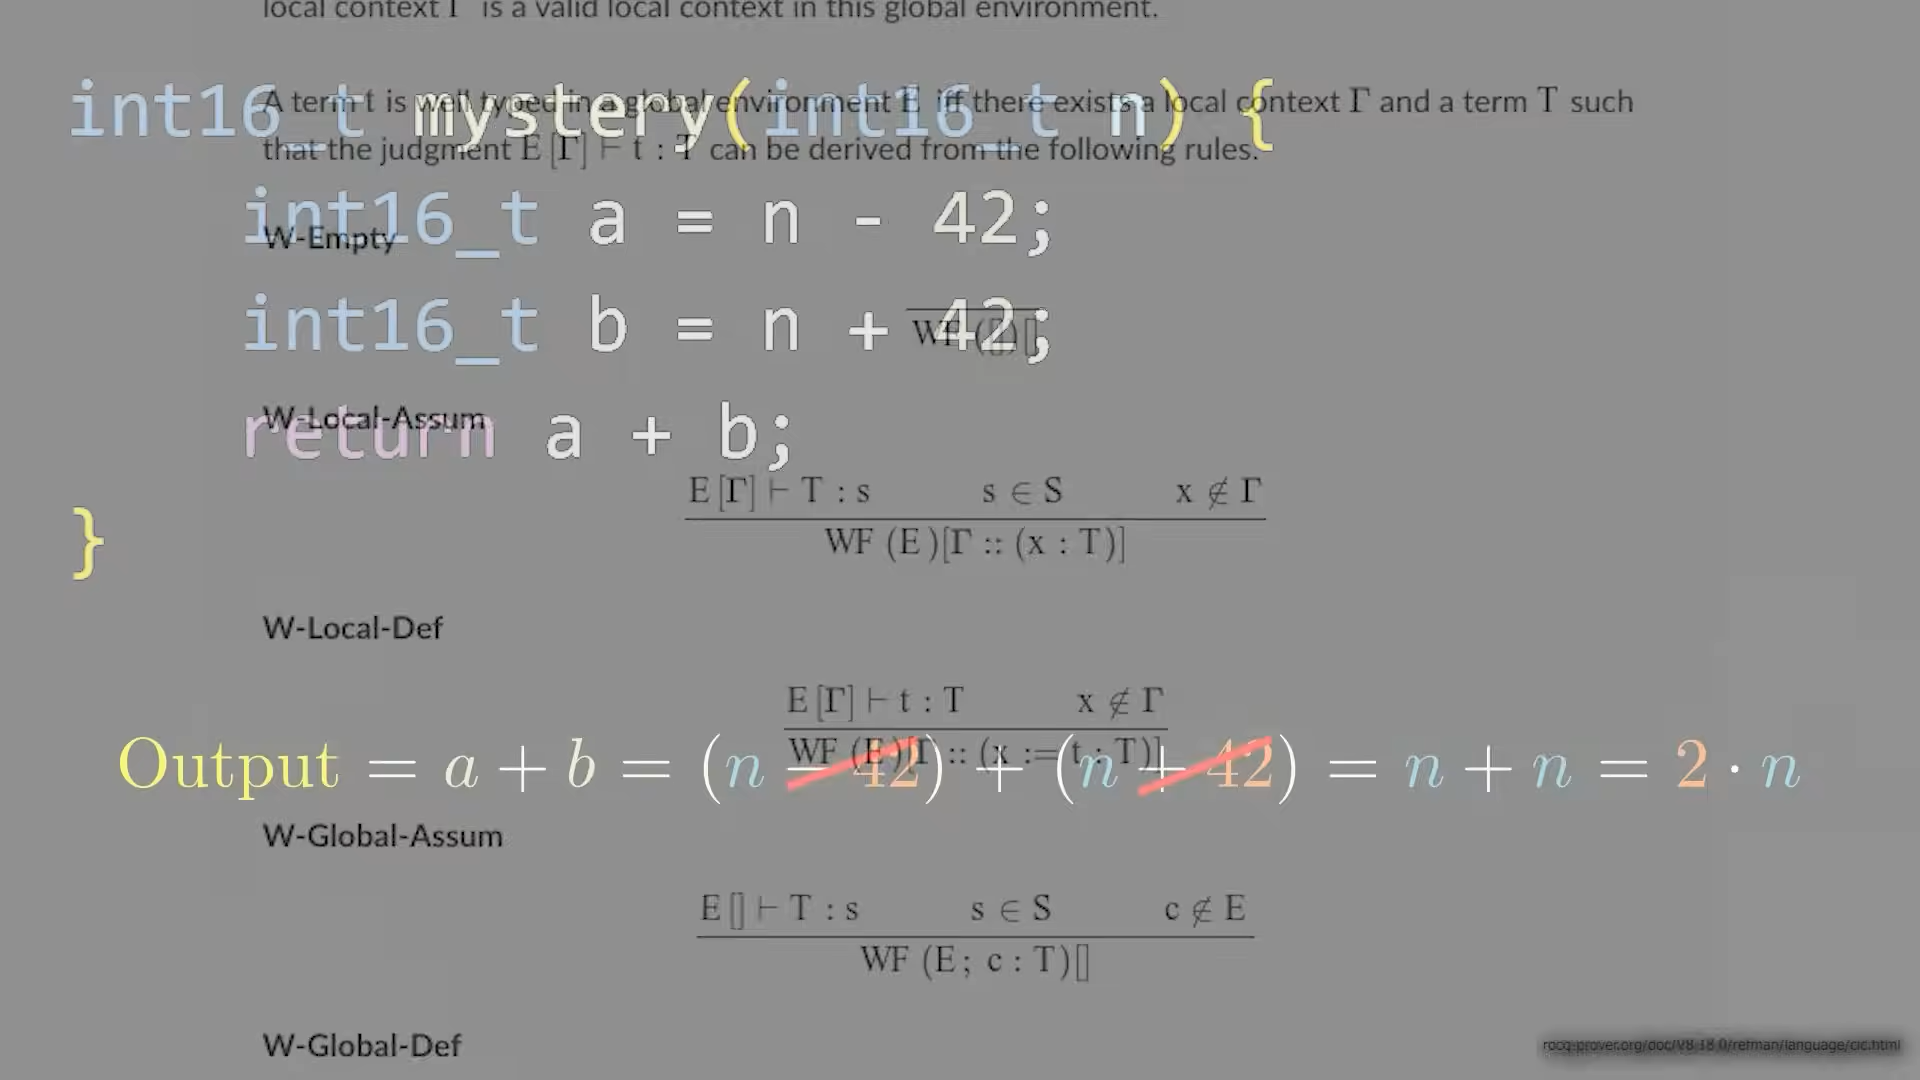 local context Γ is a valid local context in this global environment.
int16_t mystery(int16_t n) {
A term t is well typed in a global environment E iff there exists a local context Γ and a term T such
that the judgment E[Γ] ⊢ t : T can be derived from the following rules.
int16_t a = n - 42;
W-Empty
int16_t b = n + 42;
WF ([])[]
W-Local-Assum
return a + b;
E[Γ] ⊢ T : s s ∈ S x ∉ Γ
WF (E)[Γ :: (x : T)]
}
W-Local-Def
E[Γ] ⊢ t : T x ∉ Γ
WF (E)[Γ :: (x := t : T)]
Output = a + b = (n − 42) + (n + 42) = n + n = 2 · n
W-Global-Assum
E[] ⊢ T : s s ∈ S c ∉ E
WF (E; c : T)[]
W-Global-Def
rocq-prover.org/doc/V8.18.0/refman/language/cic.html